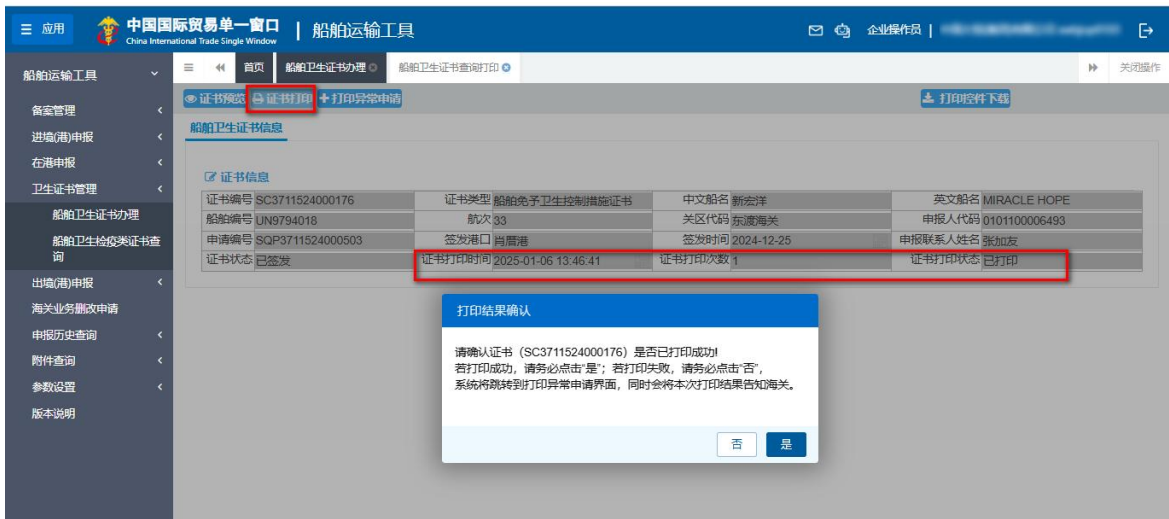 应用
中国国际贸易单一窗口
China International Trade Single Window
船舶运输工具
企业操作员
船舶运输工具
首页 船舶卫生证书办理 船舶卫生证书查询打印 关闭操作
证书预览 证书打印 打印异常申请 打印控件下载
备案管理
进境(港)申报
在港申报
卫生证书管理
船舶卫生证书办理
船舶卫生检疫类证书查
询
出境(港)申报
海关业务删改申请
申报历史查询
附件查询
参数设置
版本说明
船舶卫生证书信息
证书信息
证书编号 SC3711524000176 证书类型 船舶免予卫生控制措施证书 中文船名 新宏洋 英文船名 MIRACLE HOPE
船舶编号 UN9794018 航次 33 关区代码 东渡海关 申报人代码 0101100006493
申请编号 SQP3711524000503 签发港口 肖厝港 签发时间 2024-12-25 申报联系人姓名 张加友
证书状态 已签发 证书打印时间 2025-01-06 13:46:41 证书打印次数 1 证书打印状态 已打印
打印结果确认
请确认证书（SC3711524000176）是否已打印成功!
若打印成功，请务必点击“是”；若打印失败，请务必点击“否”，
系统将跳转到打印异常申请界面，同时会将本次打印结果告知海关。
否 是